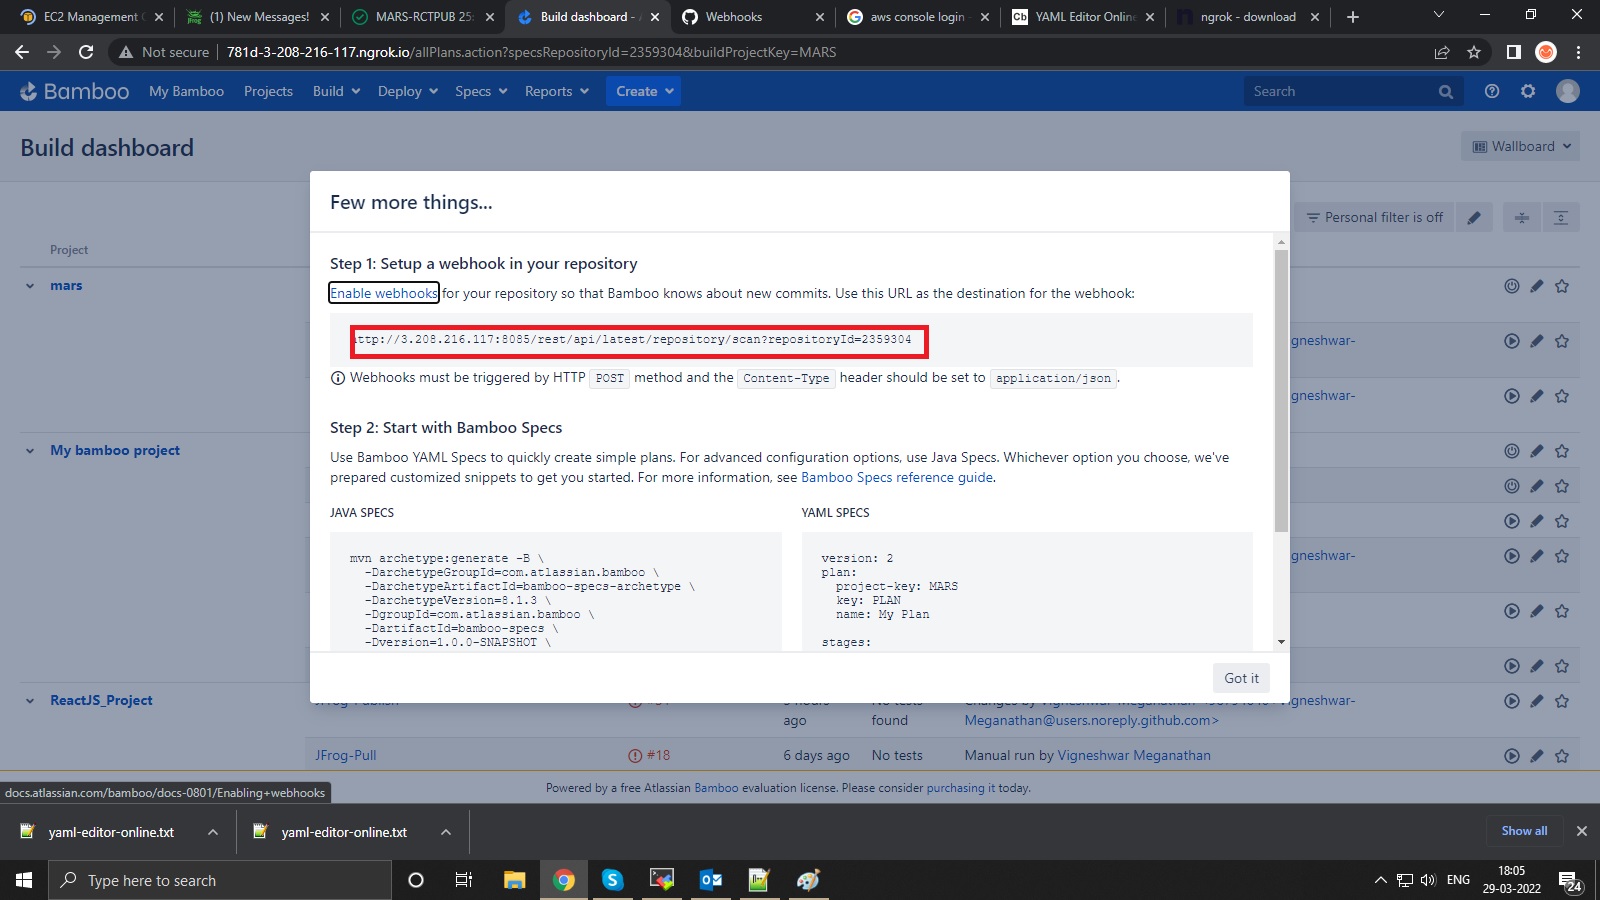 EC2 Management C
(1) New Messages!
MARS-RCTPUB 25:
Build dashboard - A
Webhooks
aws console login -
YAML Editor Online
ngrok - download
Not secure
781d-3-208-216-117.ngrok.io/allPlans.action?specsRepositoryId=2359304&buildProjectKey=MARS
Bamboo
My Bamboo
Projects
Build
Deploy
Specs
Reports
Create
Search
Build dashboard
Wallboard
Few more things...
Personal filter is off
Project
Step 1: Setup a webhook in your repository
mars
Enable webhooks for your repository so that Bamboo knows about new commits. Use this URL as the destination for the webhook:
http://3.208.216.117:8085/rest/api/latest/repository/scan?repositoryId=2359304
igneshwar-
Webhooks must be triggered by HTTP POST method and the Content-Type header should be set to application/json.
igneshwar-
Step 2: Start with Bamboo Specs
My bamboo project
Use Bamboo YAML Specs to quickly create simple plans. For advanced configuration options, use Java Specs. Whichever option you choose, we've
prepared customized snippets to get you started. For more information, see Bamboo Specs reference guide.
JAVA SPECS
YAML SPECS
mvn archetype:generate -B \
-DarchetypeGroupId=com.atlassian.bamboo \
-DarchetypeArtifactId=bamboo-specs-archetype \
-DarchetypeVersion=8.1.3 \
-DgroupId=com.atlassian.bamboo \
-DartifactId=bamboo-specs \
-Dversion=1.0.0-SNAPSHOT \
version: 2
plan:
project-key: MARS
key: PLAN
name: My Plan
stages:
igneshwar-
Got it
ReactJS_Project
JFrog-Publish
ago
No tests
found
Changes by Vigneshwar Meganathan
igneshwar-
Meganathan@users.noreply.github.com>
JFrog-Pull
#18
6 days ago
No tests
Manual run by Vigneshwar Meganathan
docs.atlassian.com/bamboo/docs-0801/Enabling+webhooks
Powered by a free Atlassian Bamboo evaluation license. Please consider purchasing it today.
yaml-editor-online.txt
yaml-editor-online.txt
Show all
Type here to search
ENG
18:05
29-03-2022
24